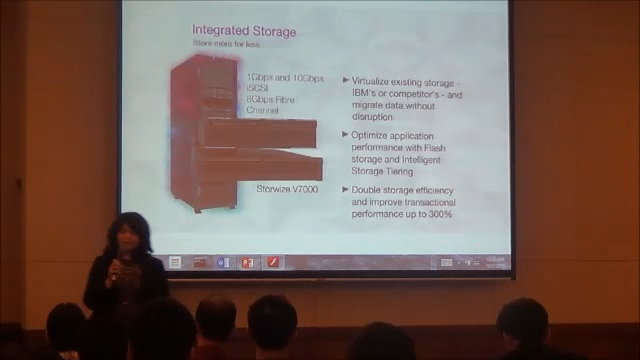 Integrated Storage
Store more for less
1Gbps and 10Gbps
iSCSI
8Gbps Fibre
Channel
Storwize V7000
► Virtualize existing storage -
IBM's or competitor's - and
migrate data without
disruption
► Optimize application
performance with Flash
storage and Intelligent
Storage Tiering
► Double storage efficiency
and improve transactional
performance up to 300%